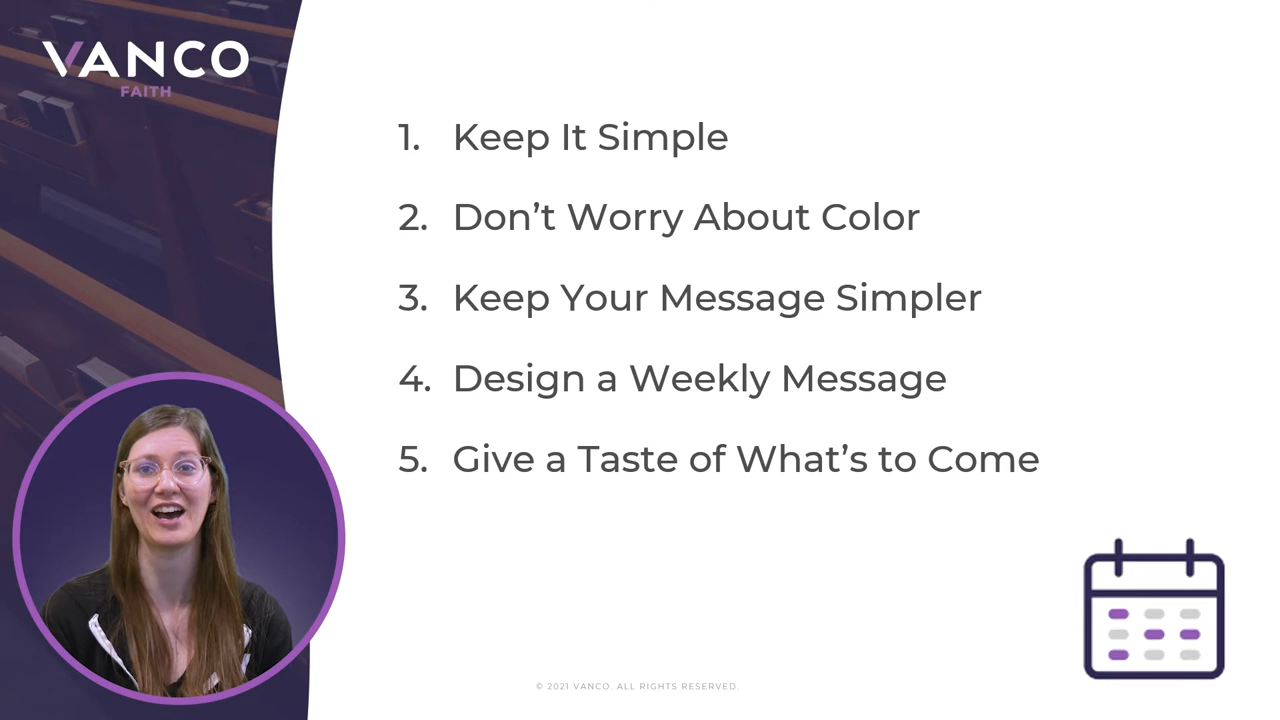 VANCO
FAITH
1. Keep It Simple
2. Don’t Worry About Color
3. Keep Your Message Simpler
4. Design a Weekly Message
5. Give a Taste of What’s to Come
© 2021 VANCO. ALL RIGHTS RESERVED.